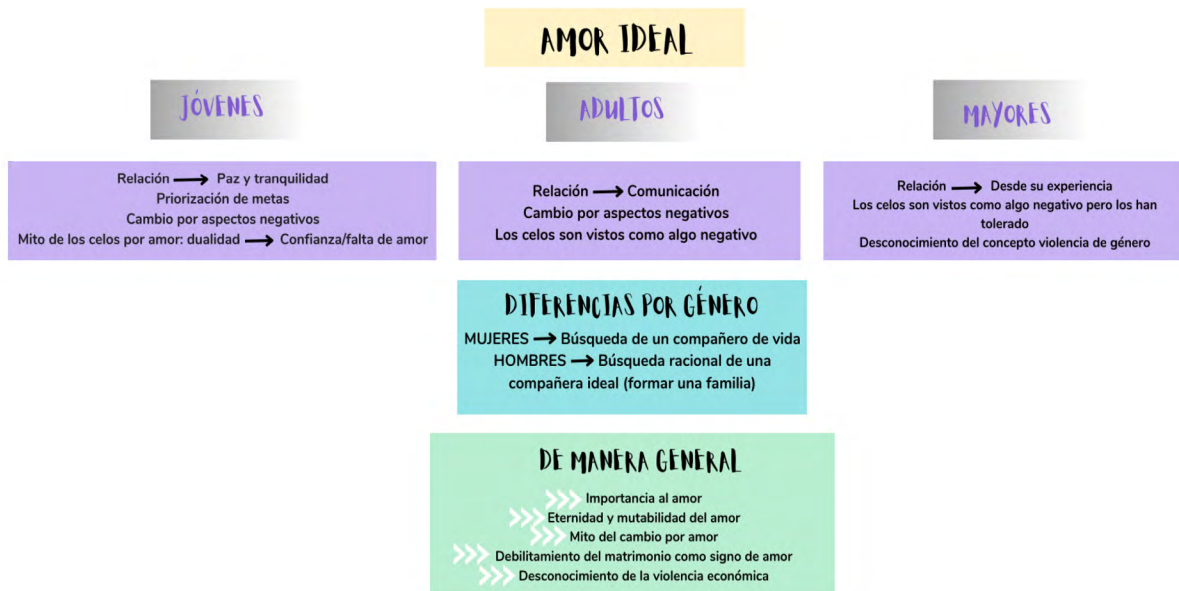 AMOR IDEAL
JÓVENES
Relación → Paz y tranquilidad
Priorización de metas
Cambio por aspectos negativos
Mito de los celos por amor: dualidad → Confianza/falta de amor
ADULTOS
Relación → Comunicación
Cambio por aspectos negativos
Los celos son vistos como algo negativo
MAYORES
Relación → Desde su experiencia
Los celos son vistos como algo negativo pero los han
tolerado
Desconocimiento del concepto violencia de género
DIFERENCIAS POR GÉNERO
MUJERES → Búsqueda de un compañero de vida
HOMBRES → Búsqueda racional de una
compañera ideal (formar una familia)
DE MANERA GENERAL
Importancia al amor
Eternidad y mutabilidad del amor
Mito del cambio por amor
Debilitamiento del matrimonio como signo de amor
Desconocimiento de la violencia económica